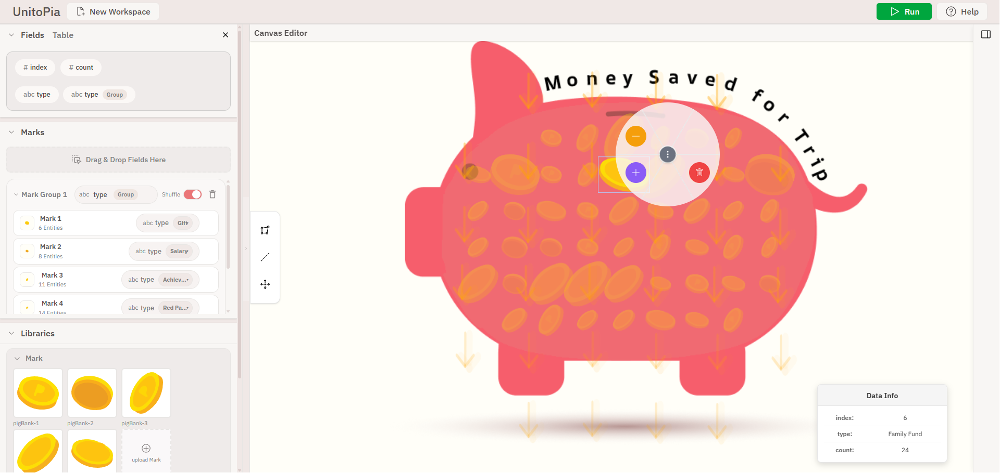 UnitoPia
New Workspace
Run
Help
Fields
Table
# index
# count
abc type
abc type Group
Marks
Drag & Drop Fields Here
Mark Group 1
abc type Group
Shuffle
Mark 1
6 Entities
abc type Gift
Mark 2
8 Entities
abc type Salary
Mark 3
11 Entities
abc type Achiev...
Mark 4
14 Entities
abc type Red Pa...
Libraries
Mark
pigBank-1
pigBank-2
pigBank-3
upload Mark
Canvas Editor
Money Saved for Trip
Data Info
index: 6
type: Family Fund
count: 24